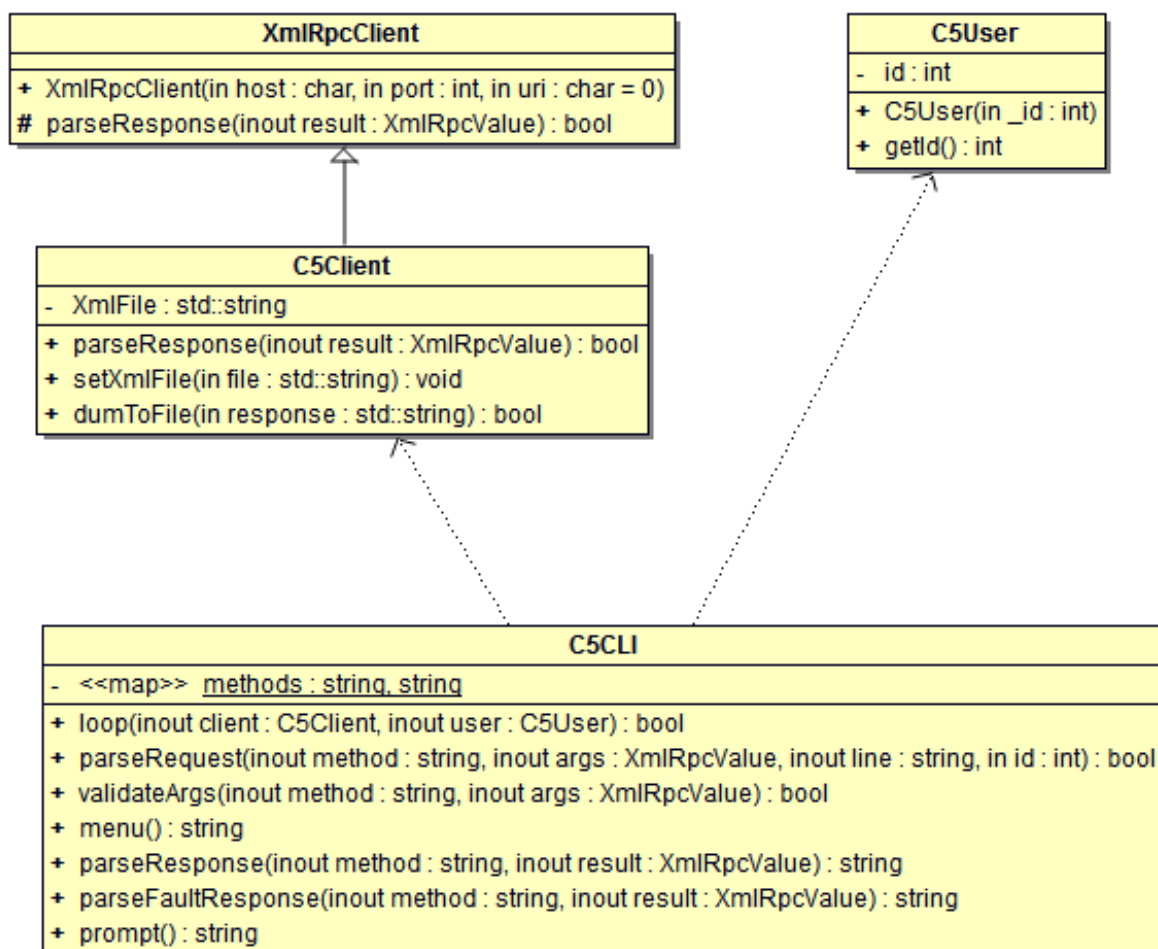 XmlRpcClient
+ XmlRpcClient(in host : char, in port : int, in uri : char = 0)
# parseResponse(inout result : XmlRpcValue) : bool
C5User
- id : int
+ C5User(in _id : int)
+ getId() : int
C5Client
- XmlFile : std::string
+ parseResponse(inout result : XmlRpcValue) : bool
+ setXmlFile(in file : std::string) : void
+ dumToFile(in response : std::string) : bool
C5CLI
- <<map>> methods : string, string
+ loop(inout client : C5Client, inout user : C5User) : bool
+ parseRequest(inout method : string, inout args : XmlRpcValue, inout line : string, in id : int) : bool
+ validateArgs(inout method : string, inout args : XmlRpcValue) : bool
+ menu() : string
+ parseResponse(inout method : string, inout result : XmlRpcValue) : string
+ parseFaultResponse(inout method : string, inout result : XmlRpcValue) : string
+ prompt() : string